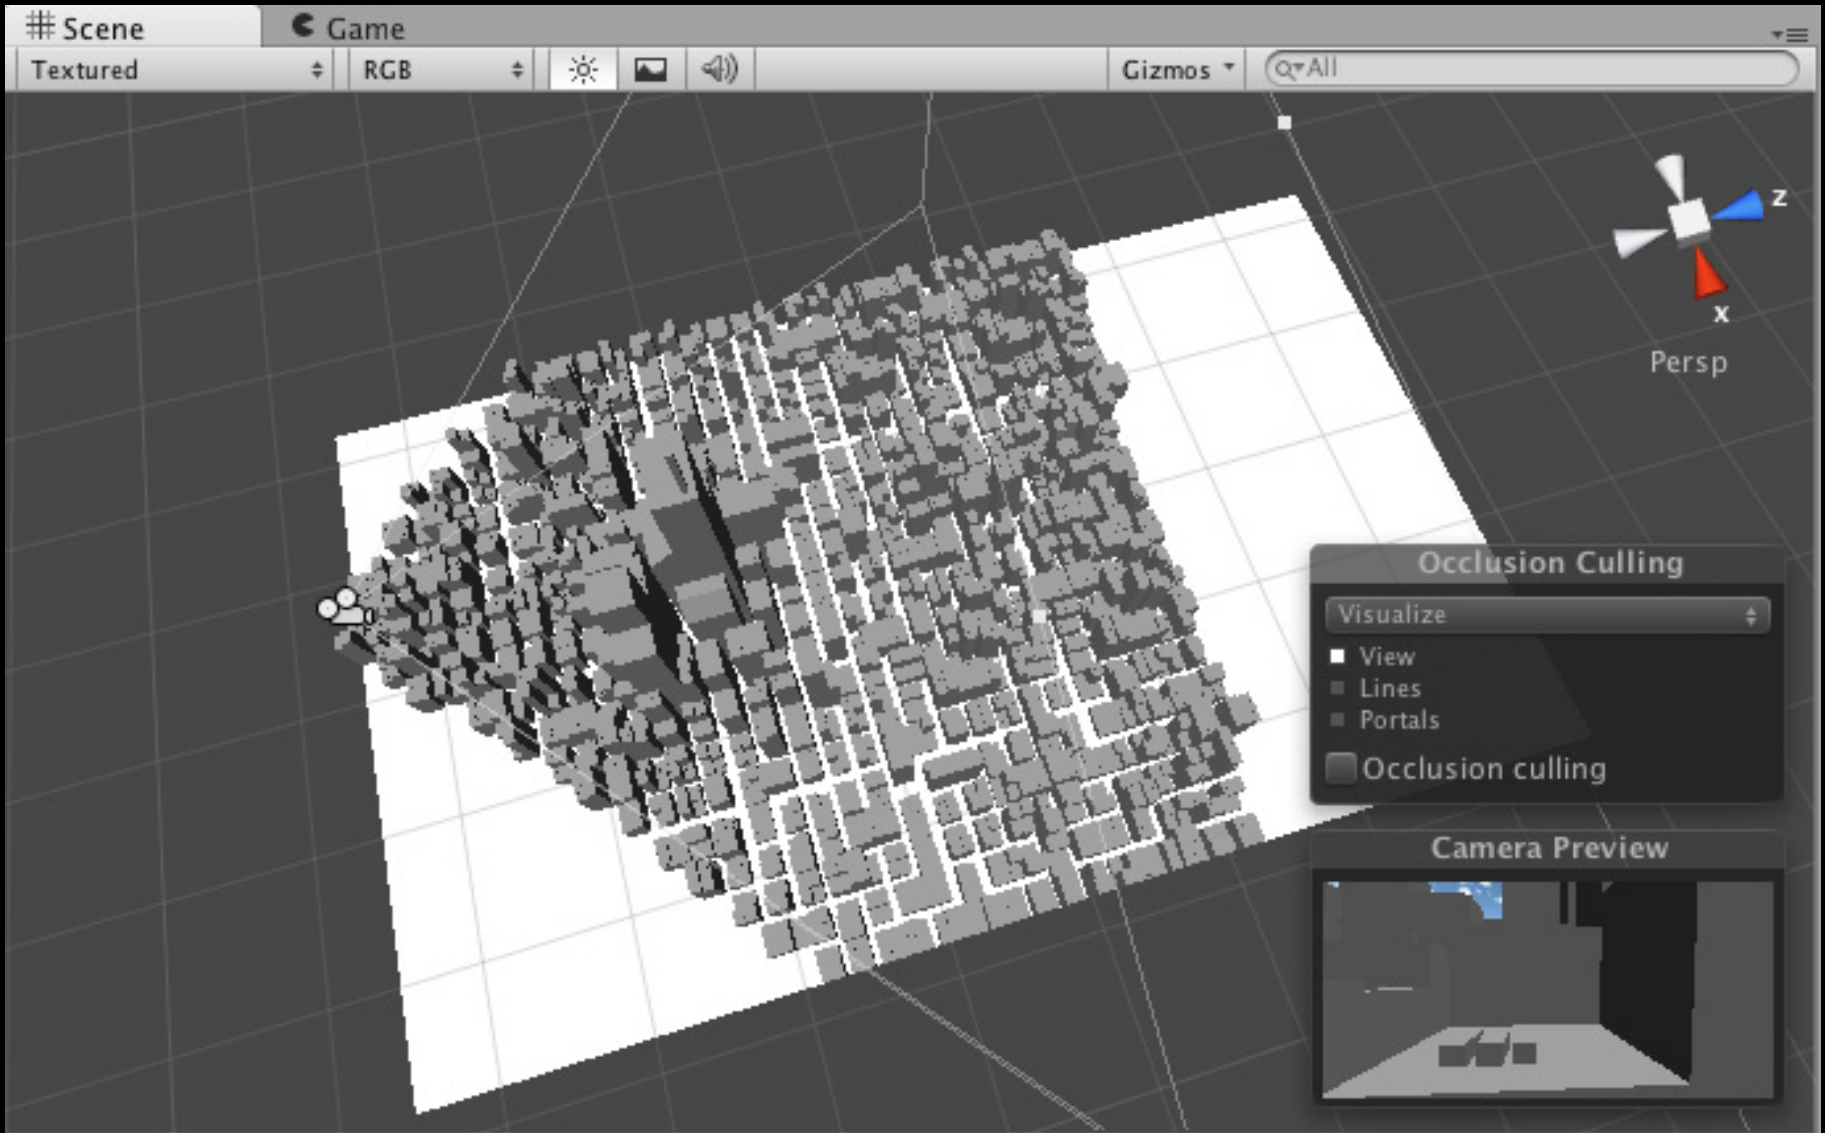 Scene Game
Textured RGB Gizmos All
z
x
Persp
Occlusion Culling
Visualize
View
Lines
Portals
Occlusion culling
Camera Preview